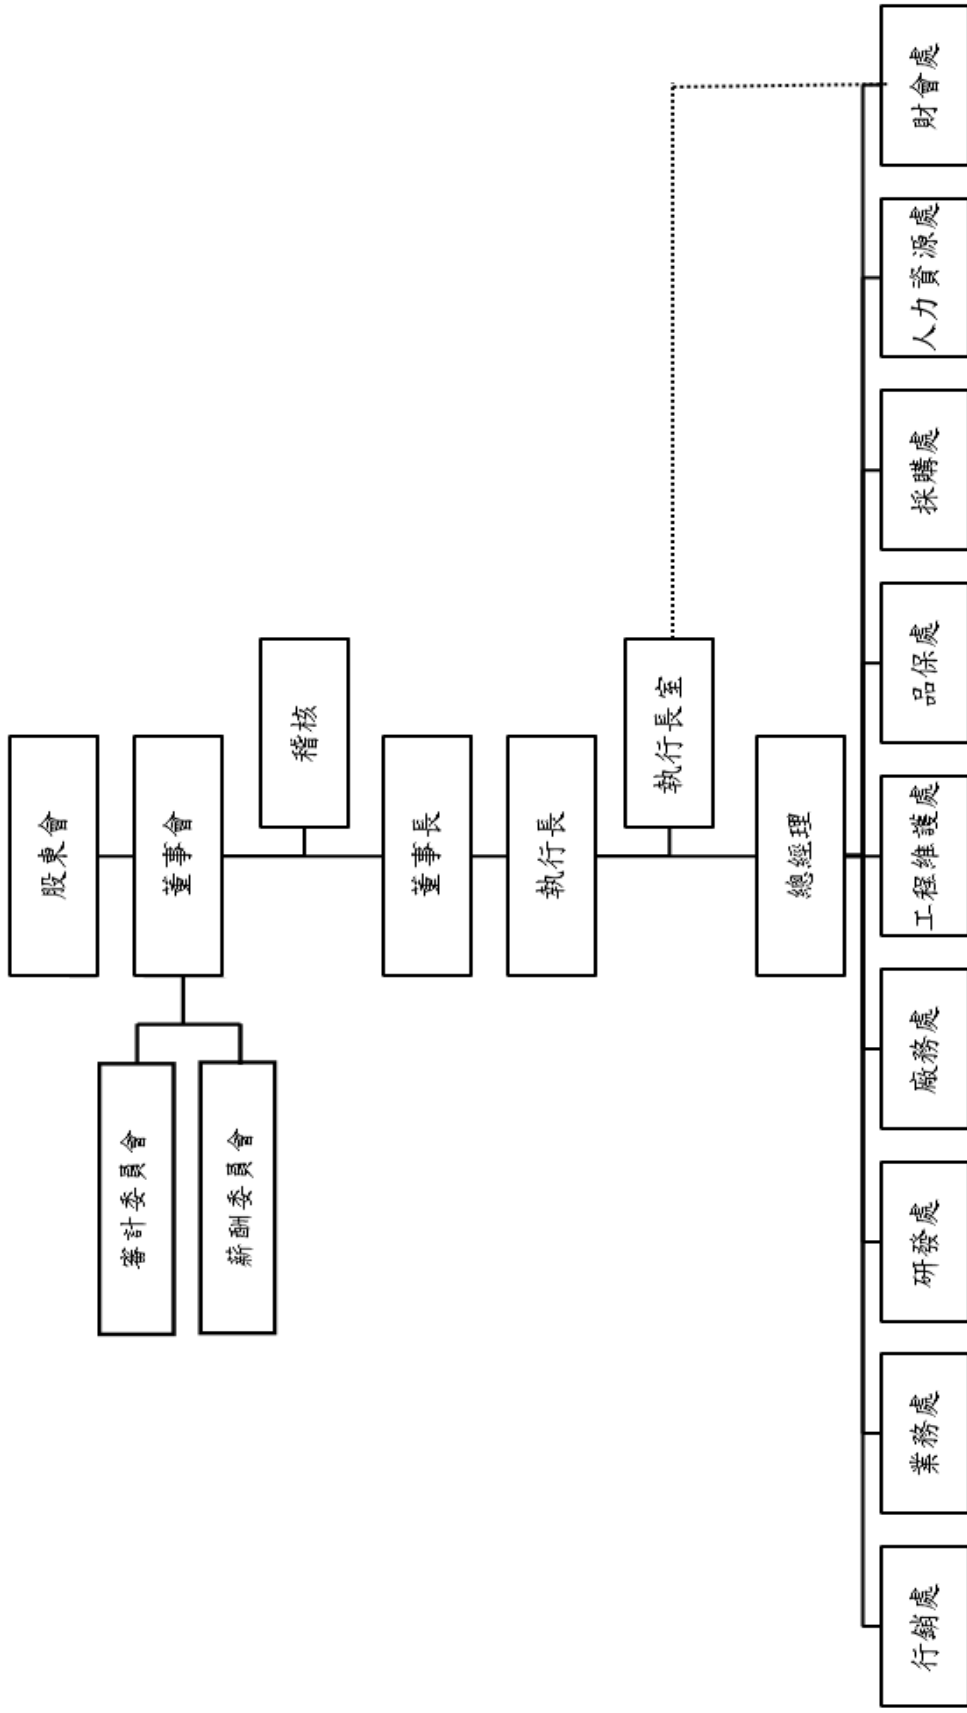 股東會
董事會
審計委員會
薪酬委員會
稽核
董事長
執行長
執行長室
總經理
行銷處
業務處
研發處
廠務處
工程維護處
品保處
採購處
人力資源處
財會處